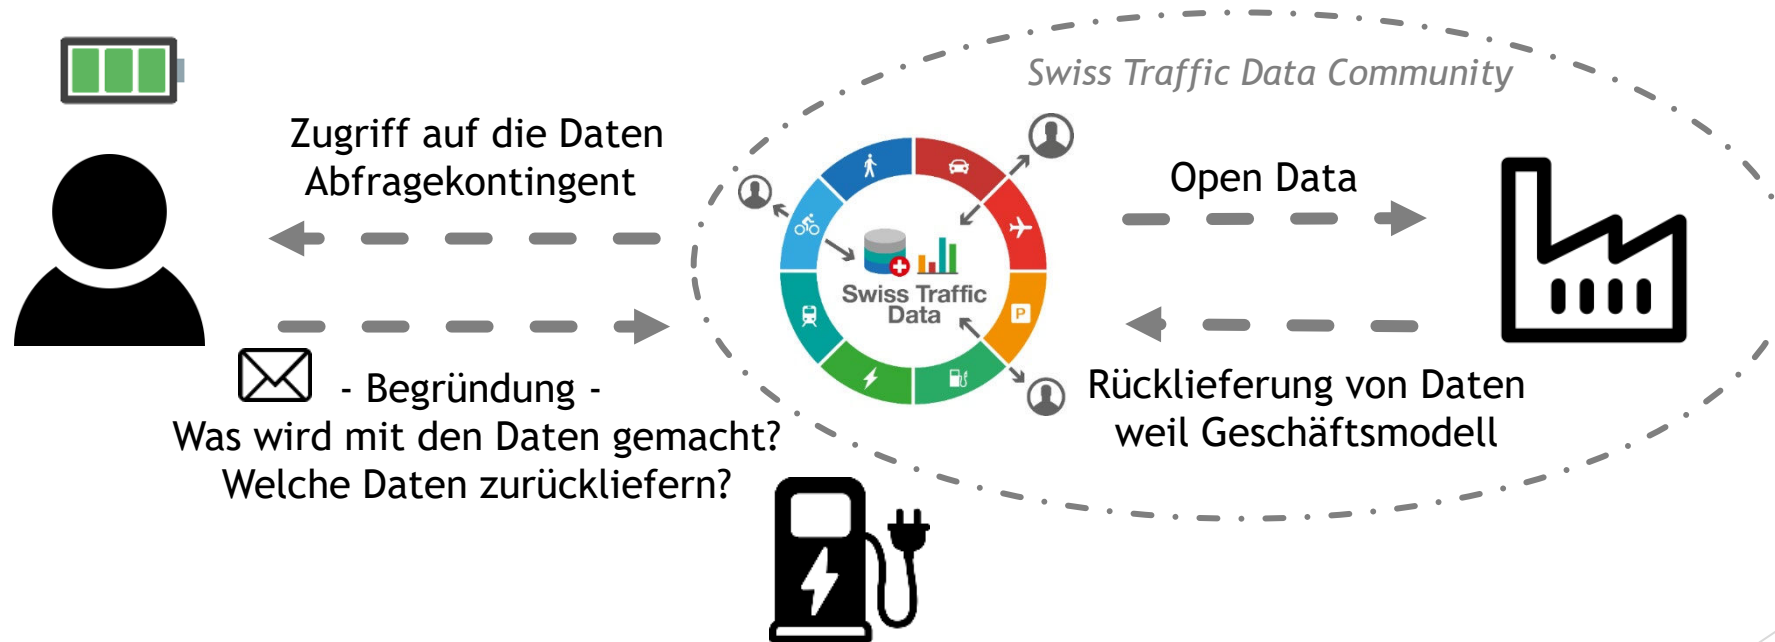 Swiss Traffic Data Community
Zugriff auf die Daten
Abfragekontingent
Open Data
Swiss Traffic
Data
P
- Begründung -
Was wird mit den Daten gemacht?
Welche Daten zurückliefern?
Rücklieferung von Daten
weil Geschäftsmodell